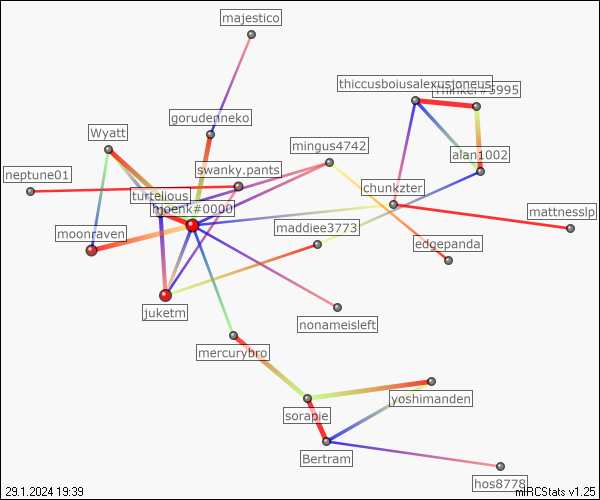 majestico
thiccusboiusalexusjoneus
Thinker#5995
gorudenneko
Wyatt
mingus4742
alan1002
neptune01
swanky.pants
chunkzter
turtelious
moenk#0000
mattnesslp
moonraven
maddiee3773
edgepanda
juketm
nonameisleft
mercurybro
yoshimanden
sorapie
Bertram
hos8778
29.1.2024 19:39
mIRCStats v1.25